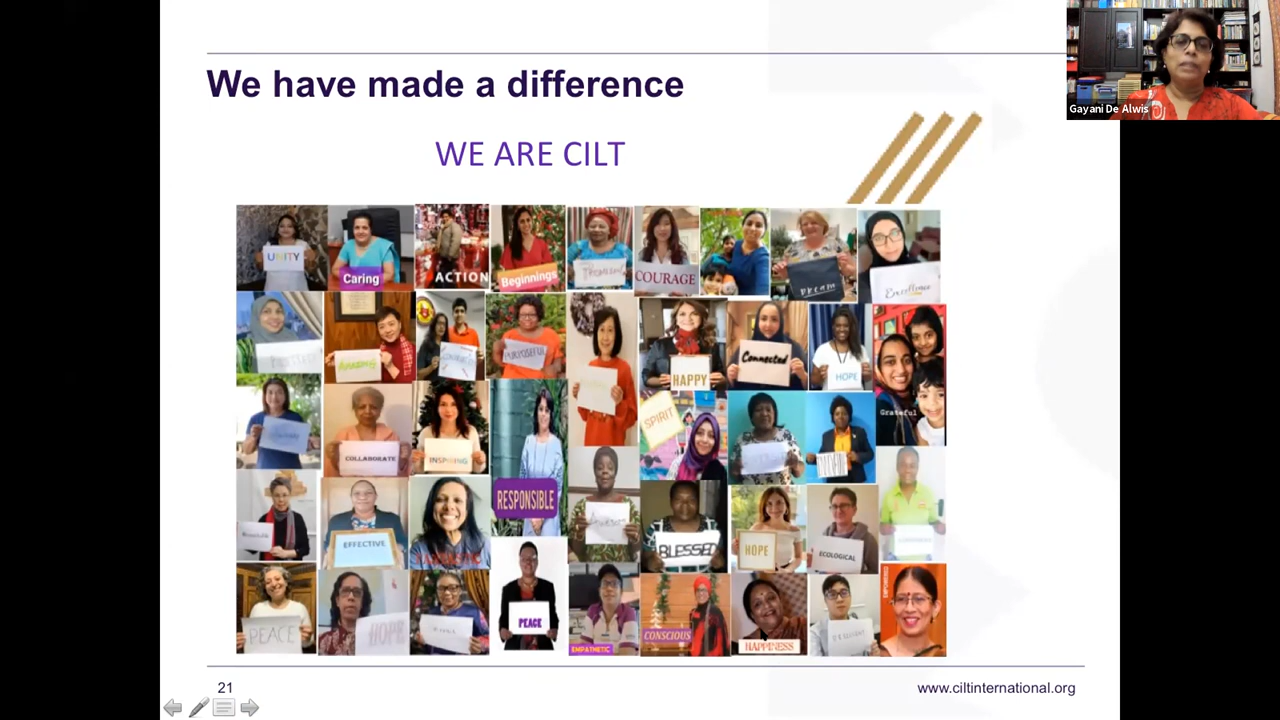 We have made a difference
WE ARE CILT
Gayani De Alwis
UNITY
Caring
ACTION
Beginnings
COURAGE
Dream
Excellence
PURPOSEFUL
HAPPY
Connected
HOPE
Grateful
SPIRIT
COLLABORATE
INSPIRING
RESPONSIBLE
EFFECTIVE
BLESSED
HOPE
ECOLOGICAL
PEACE
HOPE
PEACE
EMPATHETIC
CONSCIOUS
HAPPINESS
EMPOWERED
21
www.ciltinternational.org